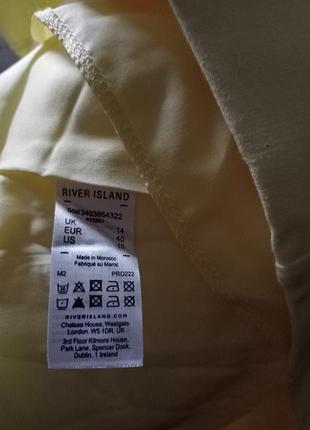 RIVER ISLAND
UK 14
EUR 40
US 10
Made in Morocco
Fabriqué au Maroc
M2 PRO222
RIVERISLAND.COM
Chelsea House, Westgate
London. W5 1DR, UK
3rd Floor Kilmore House,
Park Lane, Spencer Dock,
Dublin, 1 Ireland